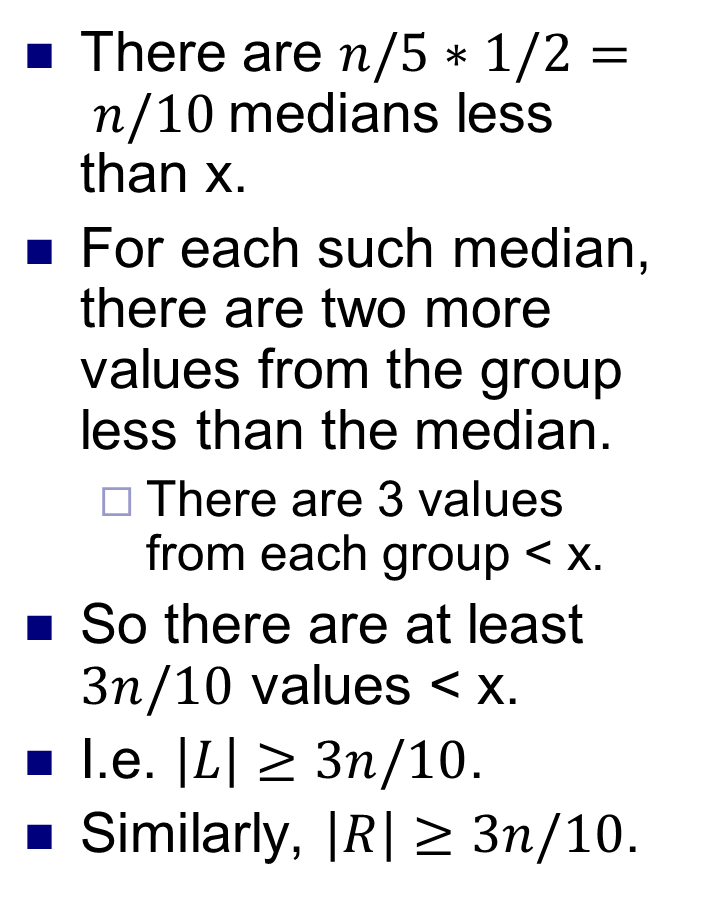 There are n/5 * 1/2 =
n/10 medians less
than x.
For each such median,
there are two more
values from the group
less than the median.
There are 3 values
from each group < x.
So there are at least
3n/10 values < x.
I.e. |L| ≥ 3n/10.
Similarly, |R| ≥ 3n/10.